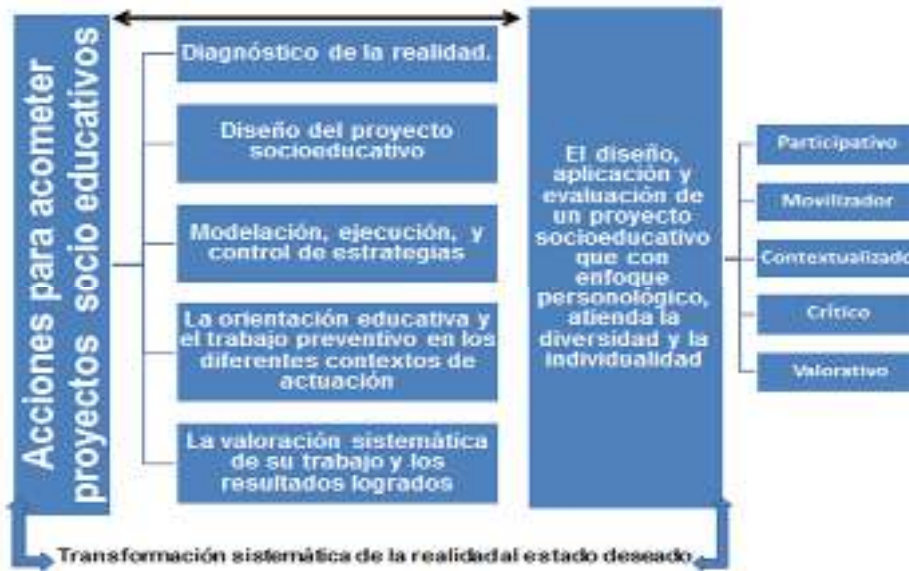 Acciones para acometer
proyectos socio educativos
Diagnóstico de la realidad.
Diseño del proyecto
socioeducativo
Modelación, ejecución, y
control de estrategias
La orientación educativa y
el trabajo preventivo en los
diferentes contextos de
actuación
La valoración sistemática
de su trabajo y los
resultados logrados
El diseño,
aplicación y
evaluación de
un proyecto
socioeducativo
que con
enfoque
personológico,
atienda la
diversidad y la
individualidad
Participativo
Movilizador
Contextualizado
Crítico
Valorativo
Transformación sistemática de la realidad al estado deseado